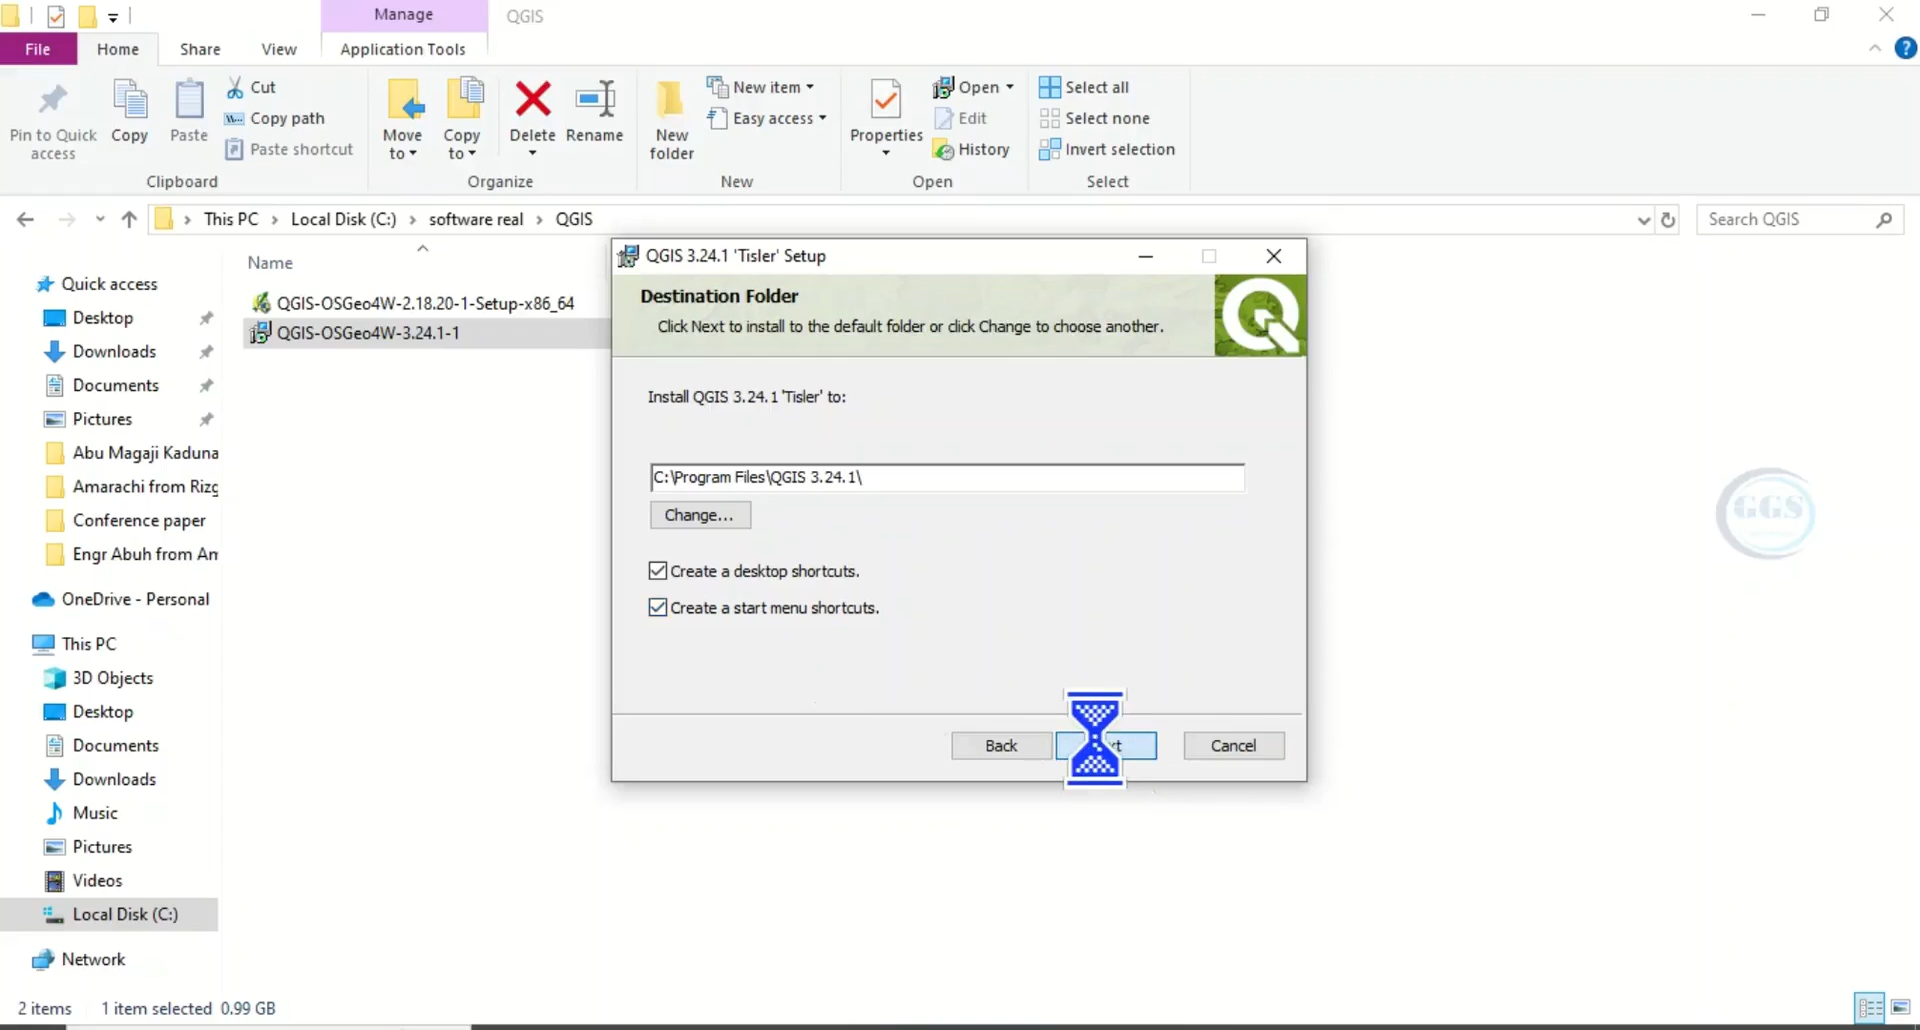 Manage
QGIS
File
Home
Share
View
Application Tools
Pin to Quick access
Copy
Paste
Cut
Copy path
Paste shortcut
Clipboard
Move to
Copy to
Delete
Rename
Organize
New folder
New item
Easy access
New
Properties
Open
Edit
History
Open
Select all
Select none
Invert selection
Select
This PC
Local Disk (C:)
software real
QGIS
Search QGIS
Name
Quick access
Desktop
Downloads
Documents
Pictures
Abu Magaji Kaduna
Amarachi from Rizg
Conference paper
Engr Abuh from Am
OneDrive - Personal
This PC
3D Objects
Desktop
Documents
Downloads
Music
Pictures
Videos
Local Disk (C:)
Network
QGIS-OSGeo4W-2.18.20-1-Setup-x86_64
QGIS-OSGeo4W-3.24.1-1
QGIS 3.24.1 'Tisler' Setup
Destination Folder
Click Next to install to the default folder or click Change to choose another.
Install QGIS 3.24.1 'Tisler' to:
C:\Program Files\QGIS 3.24.1\
Change...
Create a desktop shortcuts.
Create a start menu shortcuts.
Back
Cancel
GGS
2 items
1 item selected 0.99 GB